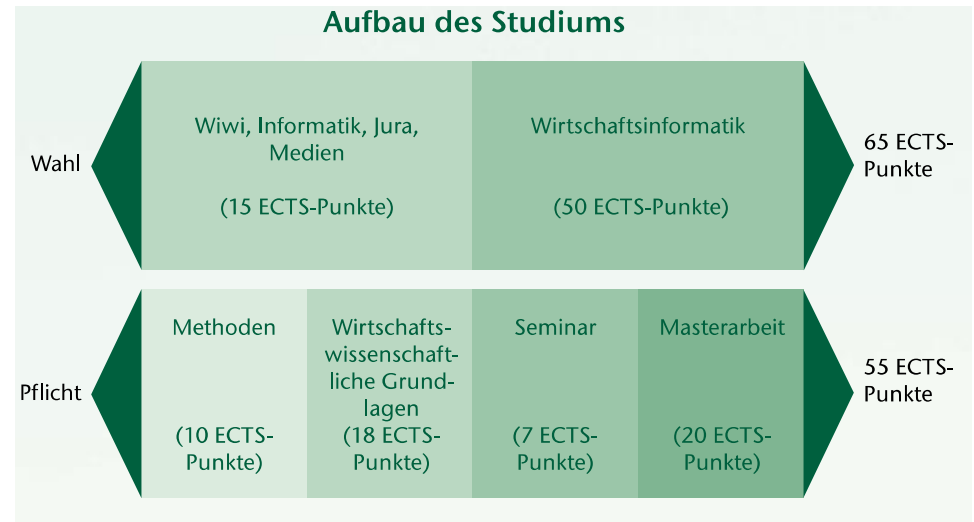 Aufbau des Studiums
Wahl
Wiwi, Informatik, Jura,
Medien
(15 ECTS-Punkte)
Wirtschaftsinformatik
(50 ECTS-Punkte)
65 ECTS-
Punkte
Pflicht
Methoden
(10 ECTS-
Punkte)
Wirtschafts-
wissenschaft-
liche Grund-
lagen
(18 ECTS-
Punkte)
Seminar
(7 ECTS-
Punkte)
Masterarbeit
(20 ECTS-
Punkte)
55 ECTS-
Punkte